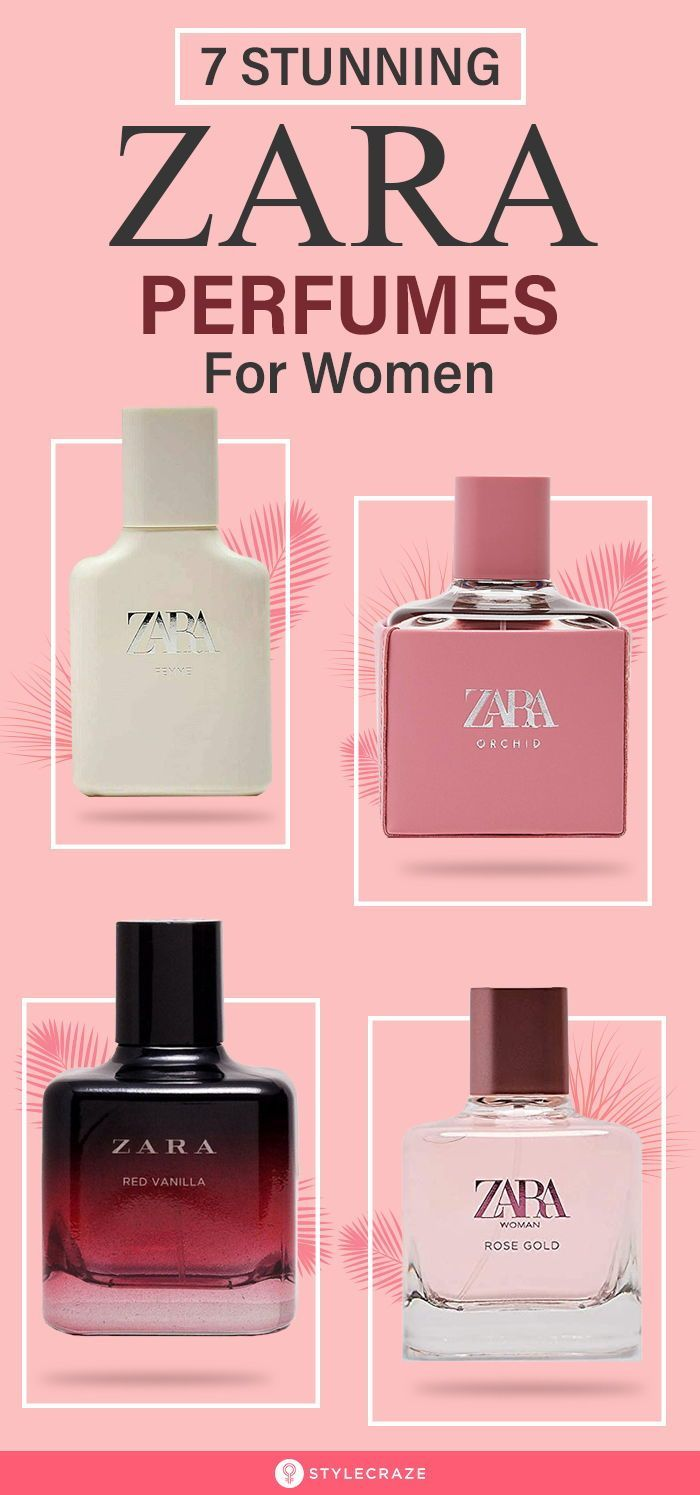 7 STUNNING
ZARA
PERFUMES
For Women
ZARA
FEMME
ZARA
ORCHID
ZARA
RED VANILLA
ZARA
WOMAN
ROSE GOLD
STYLECRAZE